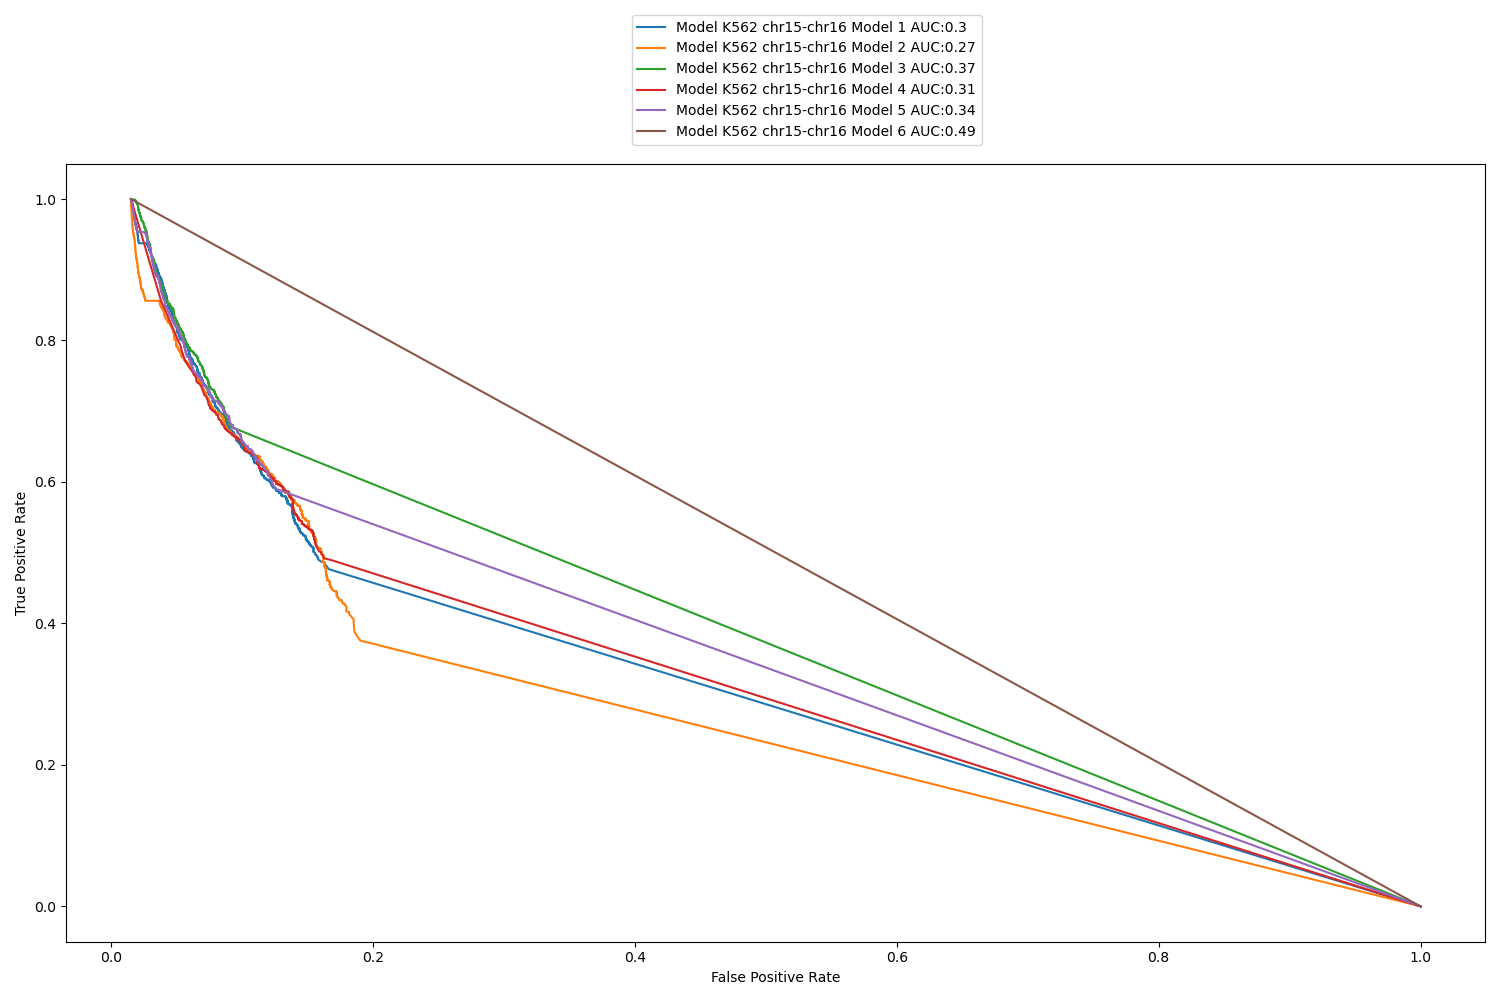 Model K562 chr15-chr16 Model 1 AUC:0.3
Model K562 chr15-chr16 Model 2 AUC:0.27
Model K562 chr15-chr16 Model 3 AUC:0.37
Model K562 chr15-chr16 Model 4 AUC:0.31
Model K562 chr15-chr16 Model 5 AUC:0.34
Model K562 chr15-chr16 Model 6 AUC:0.49
1.0
0.8
0.6
0.4
0.2
0.0
True Positive Rate
0.0 0.2 0.4 0.6 0.8 1.0
False Positive Rate